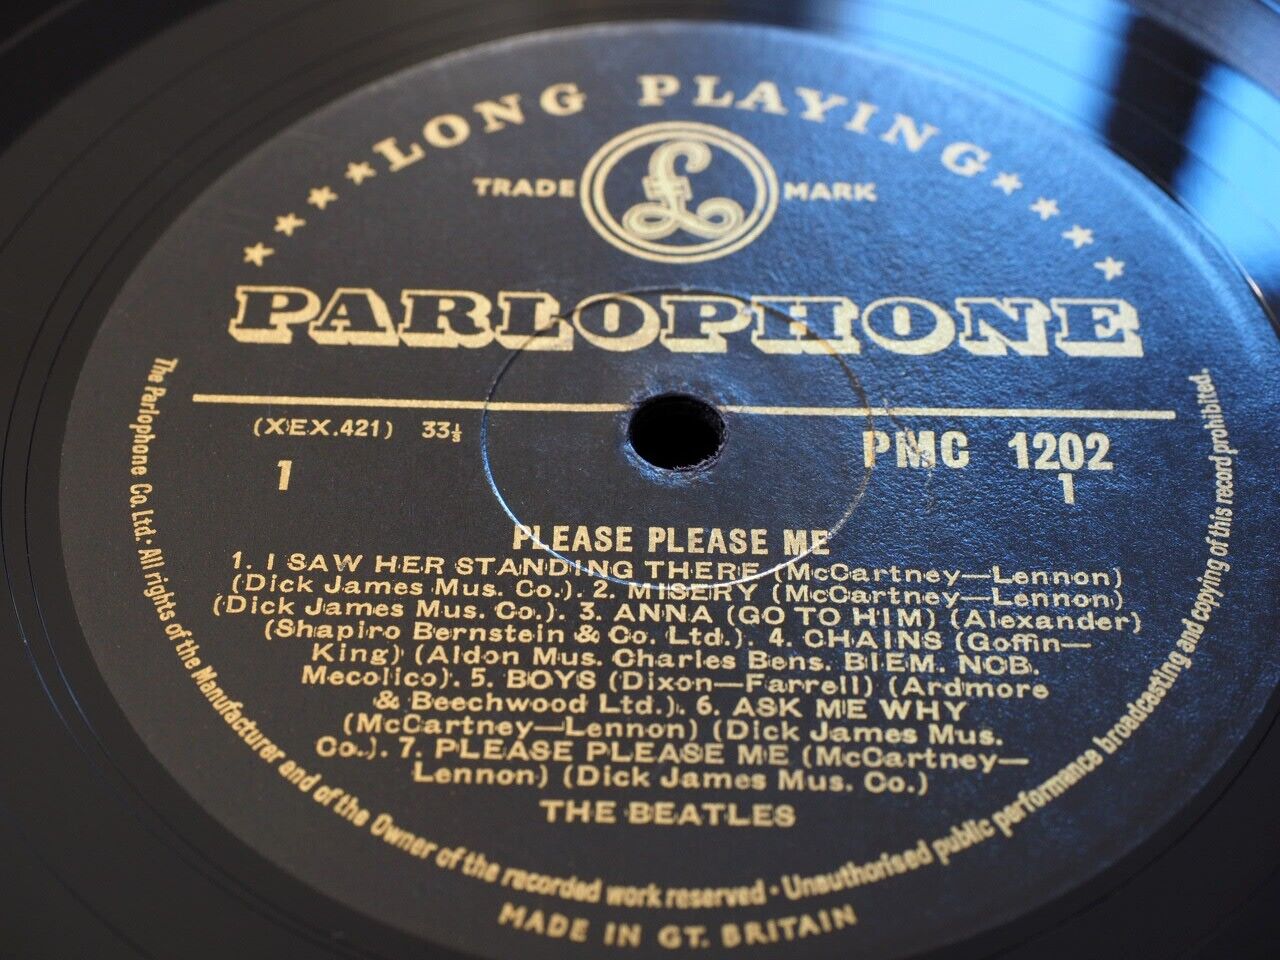 ★★★★LONG PLAYING★★★★
TRADE £ MARK
PARLOPHONE
(XEX.421) 33⅓
PMC 1202
1
1
PLEASE PLEASE ME
1. I SAW HER STANDING THERE (McCartney—Lennon)
(Dick James Mus. Co.). 2. MISERY (McCartney—Lennon)
(Dick James Mus. Co.). 3. ANNA (GO TO HIM) (Alexander)
(Shapiro Bernstein & Co. Ltd.). 4. CHAINS (Goffin—
King) (Aldon Mus. Charles Bens. BIEM. NCB.
Mecolico). 5. BOYS (Dixon—Farrell) (Ardmore
& Beechwood Ltd.). 6. ASK ME WHY
(McCartney—Lennon) (Dick James Mus.
Co.). 7. PLEASE PLEASE ME (McCartney—
Lennon) (Dick James Mus. Co.)
THE BEATLES
The Parlophone Co. Ltd · All rights of the Manufacturer and of the Owner of the recorded work reserved · Unauthorised public performance broadcasting and copying of this record prohibited.
MADE IN GT. BRITAIN